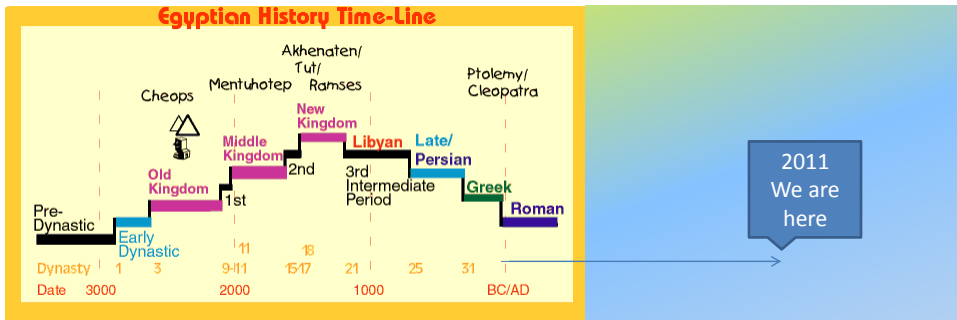 Egyptian History Time-Line
Akhenaten/
Tut/
Ramses
Mentuhotep
Cheops
Ptolemy/
Cleopatra
New
Kingdom
Middle
Kingdom
Libyan
Late/
Persian
Old
Kingdom
2nd
3rd
Intermediate
Period
1st
Greek
Pre-
Dynastic
Roman
Early
Dynastic
11
18
Dynasty 1 3 9-11 15-17 21 25 31
Date 3000 2000 1000 BC/AD
2011
We are
here